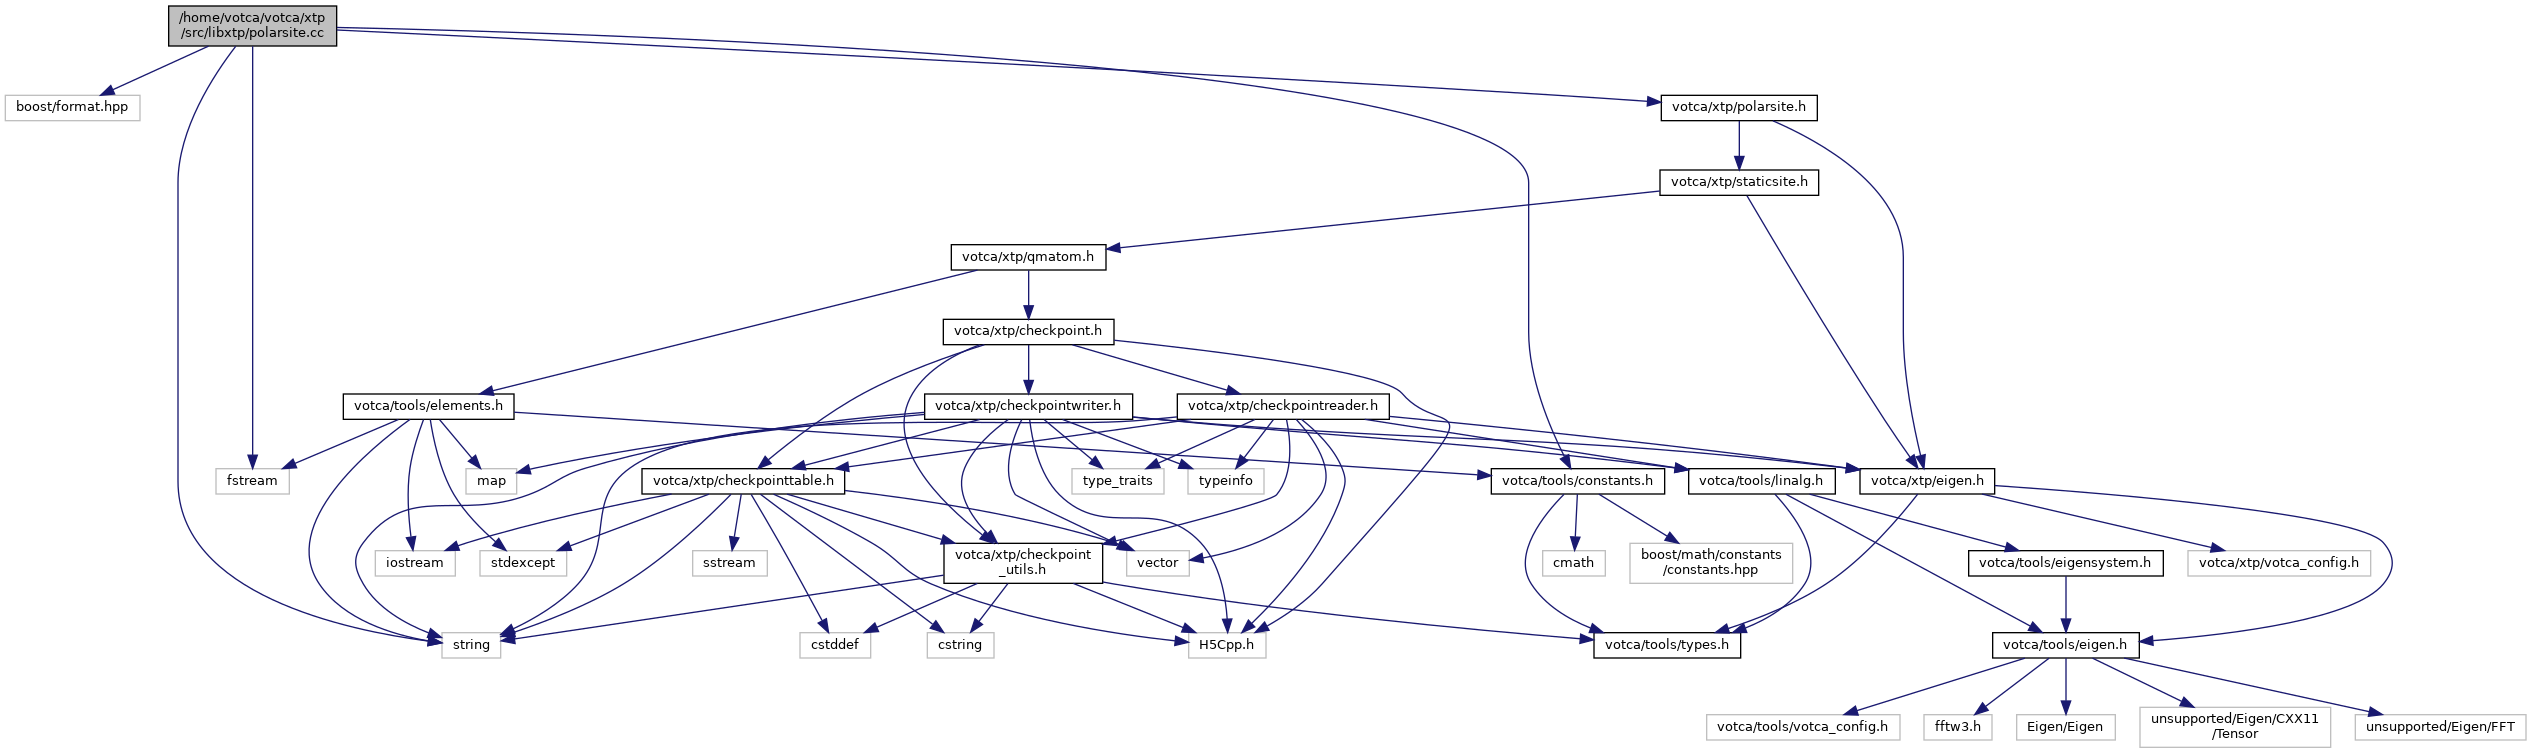 /home/votca/votca/xtp
/src/libxtp/polarsite.cc
boost/format.hpp
votca/xtp/polarsite.h
votca/xtp/staticsite.h
votca/xtp/qmatom.h
votca/xtp/checkpoint.h
votca/tools/elements.h
votca/xtp/checkpointwriter.h
votca/xtp/checkpointreader.h
fstream
map
votca/xtp/checkpointtable.h
type_traits
typeinfo
votca/tools/constants.h
votca/tools/linalg.h
votca/xtp/eigen.h
iostream
stdexcept
sstream
votca/xtp/checkpoint
_utils.h
vector
cmath
boost/math/constants
/constants.hpp
votca/tools/eigensystem.h
votca/xtp/votca_config.h
string
cstddef
cstring
H5Cpp.h
votca/tools/types.h
votca/tools/eigen.h
votca/tools/votca_config.h
fftw3.h
Eigen/Eigen
unsupported/Eigen/CXX11
/Tensor
unsupported/Eigen/FFT